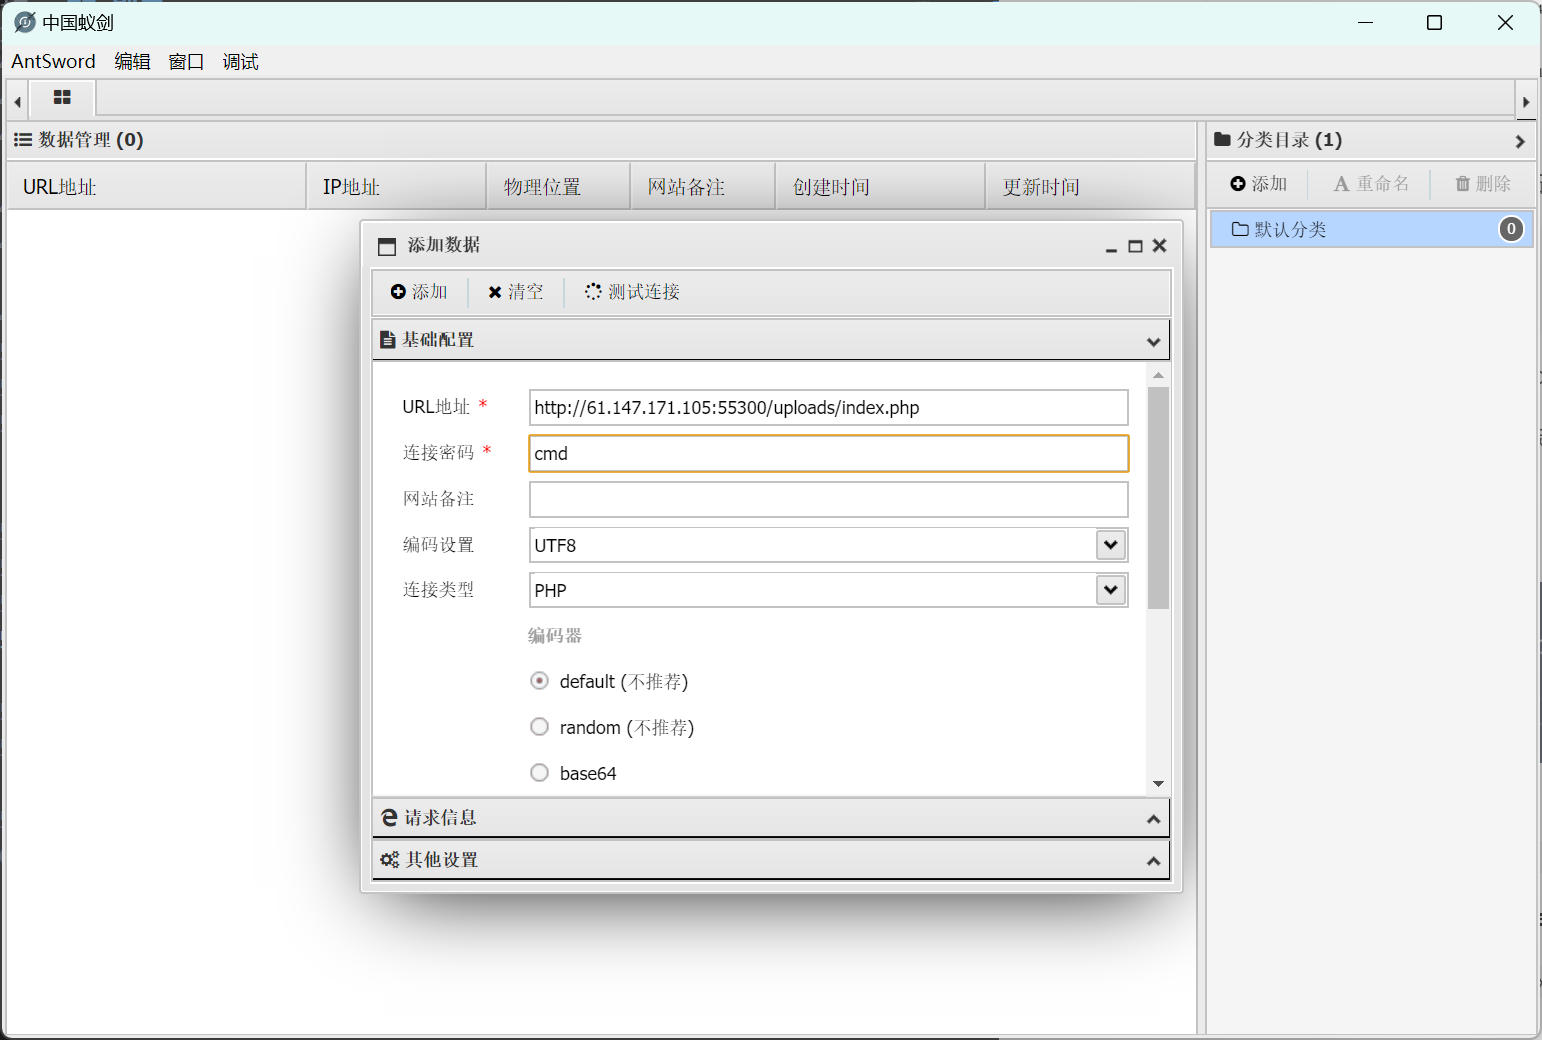 中国蚁剑
AntSword 编辑 窗口 调试
数据管理 (0)
分类目录 (1)
URL地址 IP地址 物理位置 网站备注 创建时间 更新时间
添加 重命名 删除
默认分类 0
添加数据
添加 清空 测试连接
基础配置
URL地址 * http://61.147.171.105:55300/uploads/index.php
连接密码 * cmd
网站备注
编码设置 UTF8
连接类型 PHP
编码器
default (不推荐)
random (不推荐)
base64
请求信息
其他设置